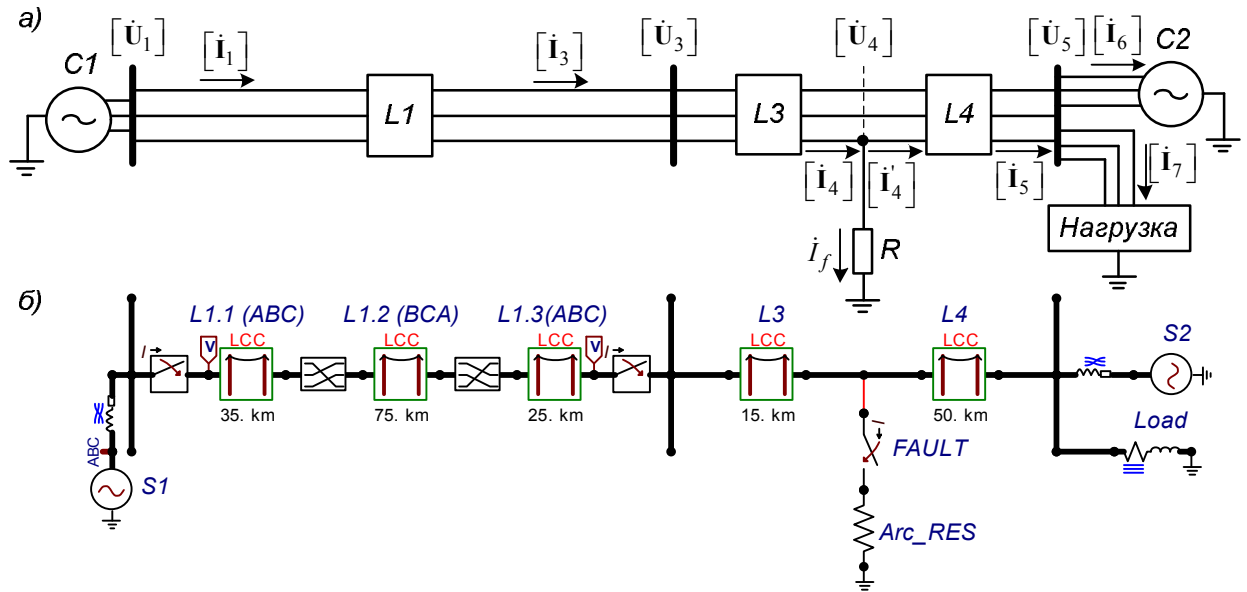 а)
[U̇1] [İ1] [İ3] [U̇3] [U̇4] [U̇5] [İ6] C2
C1
L1 L3 L4
[İ4] [İ'4] [İ5] [İ7]
İf R
Нагрузка
б)
L1.1 (ABC) L1.2 (BCA) L1.3(ABC) L3 L4
I V LCC LCC LCC V I LCC LCC S2
35. km 75. km 25. km 15. km 50. km
Load
ABC
I
FAULT
S1
Arc_RES